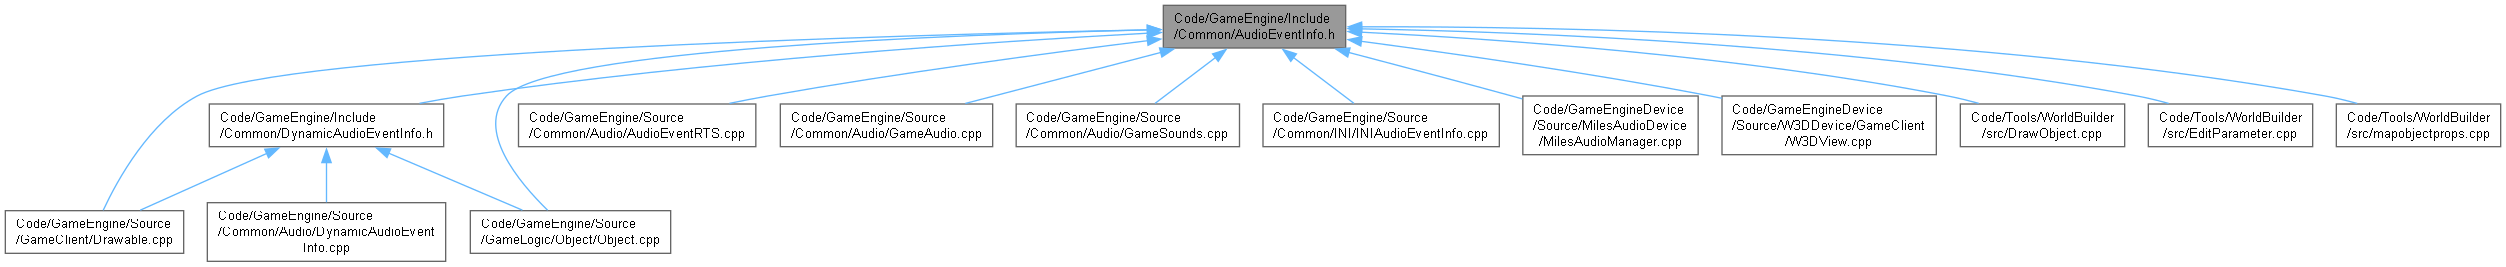 Code/GameEngine/Include
/Common/AudioEventInfo.h
Code/GameEngine/Include
/Common/DynamicAudioEventInfo.h
Code/GameEngine/Source
/Common/Audio/AudioEventRTS.cpp
Code/GameEngine/Source
/Common/Audio/GameAudio.cpp
Code/GameEngine/Source
/Common/Audio/GameSounds.cpp
Code/GameEngine/Source
/Common/INI/INIAudioEventInfo.cpp
Code/GameEngineDevice
/Source/MilesAudioDevice
/MilesAudioManager.cpp
Code/GameEngineDevice
/Source/W3DDevice/GameClient
/W3DView.cpp
Code/Tools/WorldBuilder
/src/DrawObject.cpp
Code/Tools/WorldBuilder
/src/EditParameter.cpp
Code/Tools/WorldBuilder
/src/mapobjectprops.cpp
Code/GameEngine/Source
/GameClient/Drawable.cpp
Code/GameEngine/Source
/Common/Audio/DynamicAudioEvent
Info.cpp
Code/GameEngine/Source
/GameLogic/Object/Object.cpp